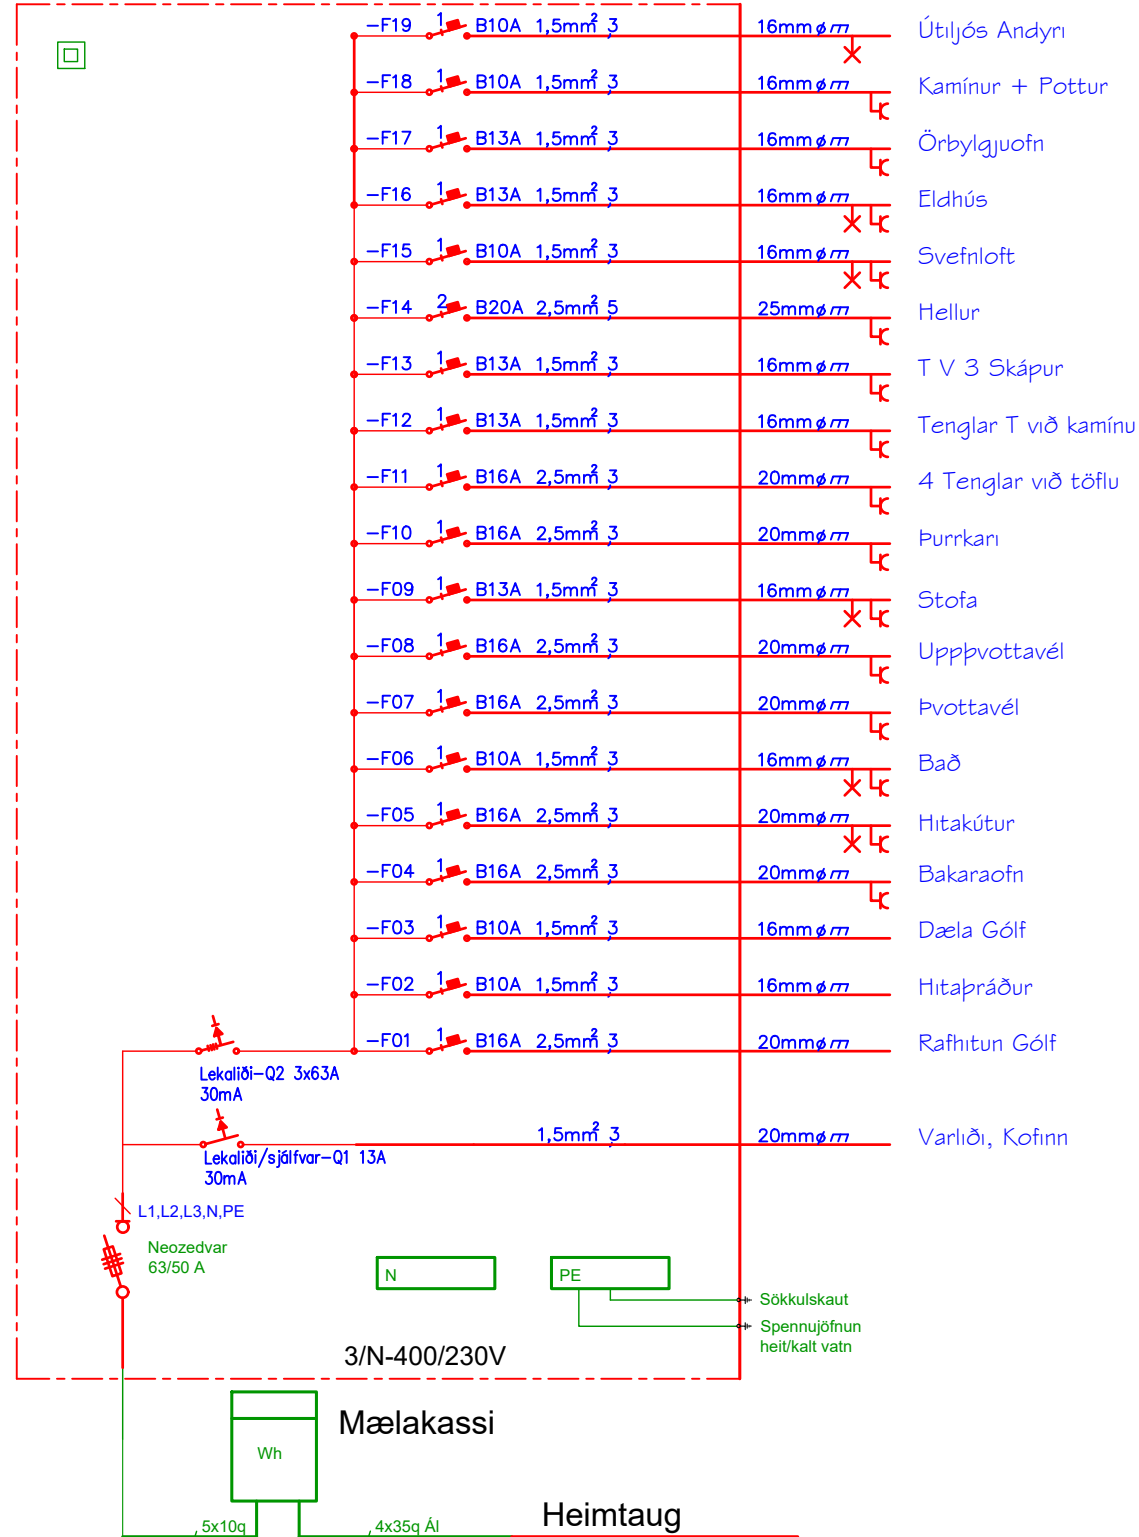 -F19 1 B10A 1,5mm² 3 16mmø Útiljós Andyri
-F18 1 B10A 1,5mm² 3 16mmø Kamínur + Pottur
-F17 1 B13A 1,5mm² 3 16mmø Örbylgjuofn
-F16 1 B13A 1,5mm² 3 16mmø Eldhús
-F15 1 B10A 1,5mm² 3 16mmø Svefnloft
-F14 2 B20A 2,5mm² 5 25mmø Hellur
-F13 1 B13A 1,5mm² 3 16mmø T V 3 Skápur
-F12 1 B13A 1,5mm² 3 16mmø Tenglar T við kamínu
-F11 1 B16A 2,5mm² 3 20mmø 4 Tenglar við töflu
-F10 1 B16A 2,5mm² 3 20mmø Þurrkari
-F09 1 B13A 1,5mm² 3 16mmø Stofa
-F08 1 B16A 2,5mm² 3 20mmø Uppþvottavél
-F07 1 B16A 2,5mm² 3 20mmø Þvottavél
-F06 1 B10A 1,5mm² 3 16mmø Bað
-F05 1 B16A 2,5mm² 3 20mmø Hitakútur
-F04 1 B16A 2,5mm² 3 20mmø Bakaraofn
-F03 1 B10A 1,5mm² 3 16mmø Dæla Gólf
-F02 1 B10A 1,5mm² 3 16mmø Hitaþráður
-F01 1 B16A 2,5mm² 3 20mmø Rafhitun Gólf
Lekaliði-Q2 3x63A
30mA
1,5mm² 3 20mmø Varliði, Kofinn
Lekaliði/sjálfvar-Q1 13A
30mA
L1,L2,L3,N,PE
Neozedvar
63/50 A
N PE
Sökkulskaut
Spennujöfnun
heit/kalt vatn
3/N-400/230V
Mælakassi
Wh
5x10q 4x35q Ál Heimtaug